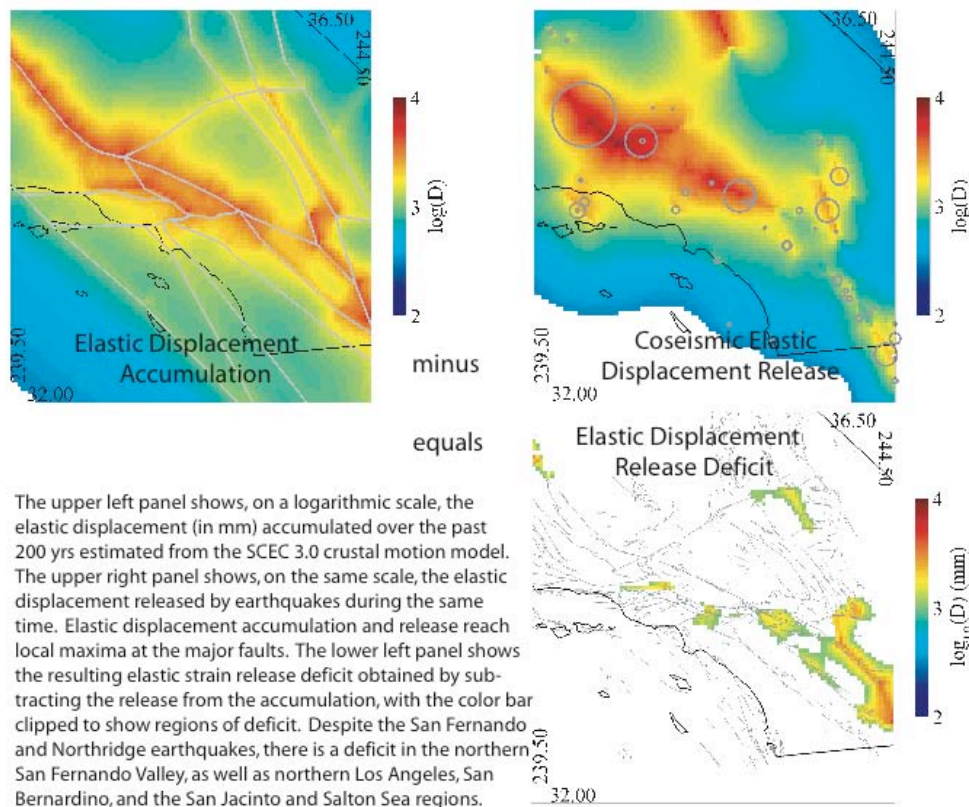 36.50
244.50
4
3
2
log(D)
Elastic Displacement
Accumulation
239.50
32.00
minus
36.50
244.50
4
3
2
log(D)
Coseismic Elastic
Displacement Release
239.50
32.00
equals
Elastic Displacement
Release Deficit
36.50
244.50
4
3
2
log₁₀(D) (mm)
239.50
32.00
The upper left panel shows, on a logarithmic scale, the
elastic displacement (in mm) accumulated over the past
200 yrs estimated from the SCEC 3.0 crustal motion model.
The upper right panel shows, on the same scale, the elastic
displacement released by earthquakes during the same
time. Elastic displacement accumulation and release reach
local maxima at the major faults. The lower left panel shows
the resulting elastic strain release deficit obtained by sub-
tracting the release from the accumulation, with the color bar
clipped to show regions of deficit. Despite the San Fernando
and Northridge earthquakes, there is a deficit in the northern
San Fernando Valley, as well as northern Los Angeles, San
Bernardino, and the San Jacinto and Salton Sea regions.